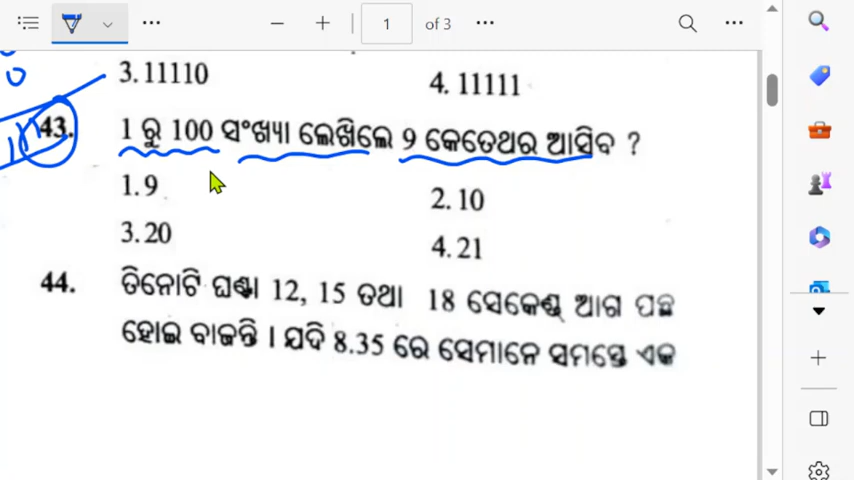 1 of 3
3. 11110 4. 11111
43. 1 ରୁ 100 ସଂଖ୍ୟା ଲେଖିଲେ 9 କେତେଥର ଆସିବ ?
1. 9 2. 10
3. 20 4. 21
44. ତିନୋଟି ଘଣ୍ଟା 12, 15 ତଥା 18 ସେକେଣ୍ଡ୍ ଆଗ ପଛ
ହୋଇ ବାଜନ୍ତି । ଯଦି 8.35 ରେ ସେମାନେ ସମସ୍ତେ ଏକ